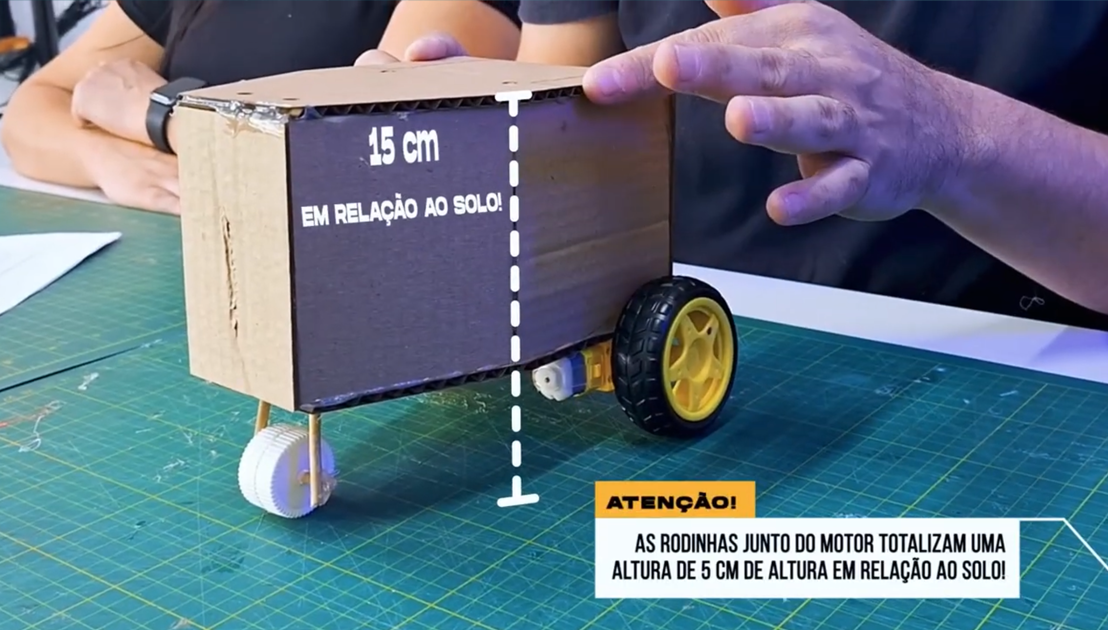 15 cm
EM RELAÇÃO AO SOLO!
ATENÇÃO!
AS RODINHAS JUNTO DO MOTOR TOTALIZAM UMA
ALTURA DE 5 CM DE ALTURA EM RELAÇÃO AO SOLO!